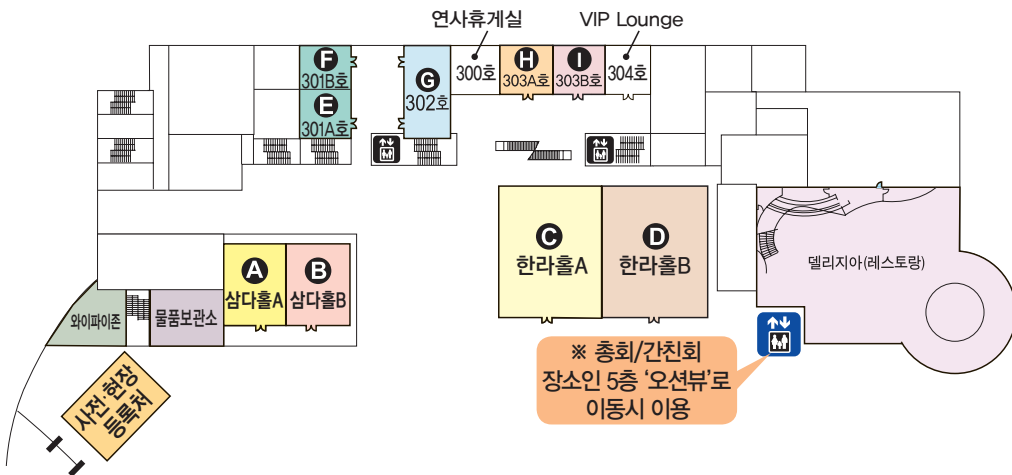 연사휴게실
VIP Lounge
F
301B호
E
301A호
G
302호
300호
H
303A호
I
303B호
304호
A
삼다홀A
B
삼다홀B
C
한라홀A
D
한라홀B
델리지아(레스토랑)
와이파이존
물품보관소
사전·현장
등록처
※ 총회/간친회
장소인 5층 ‘오션뷰’로
이동시 이용